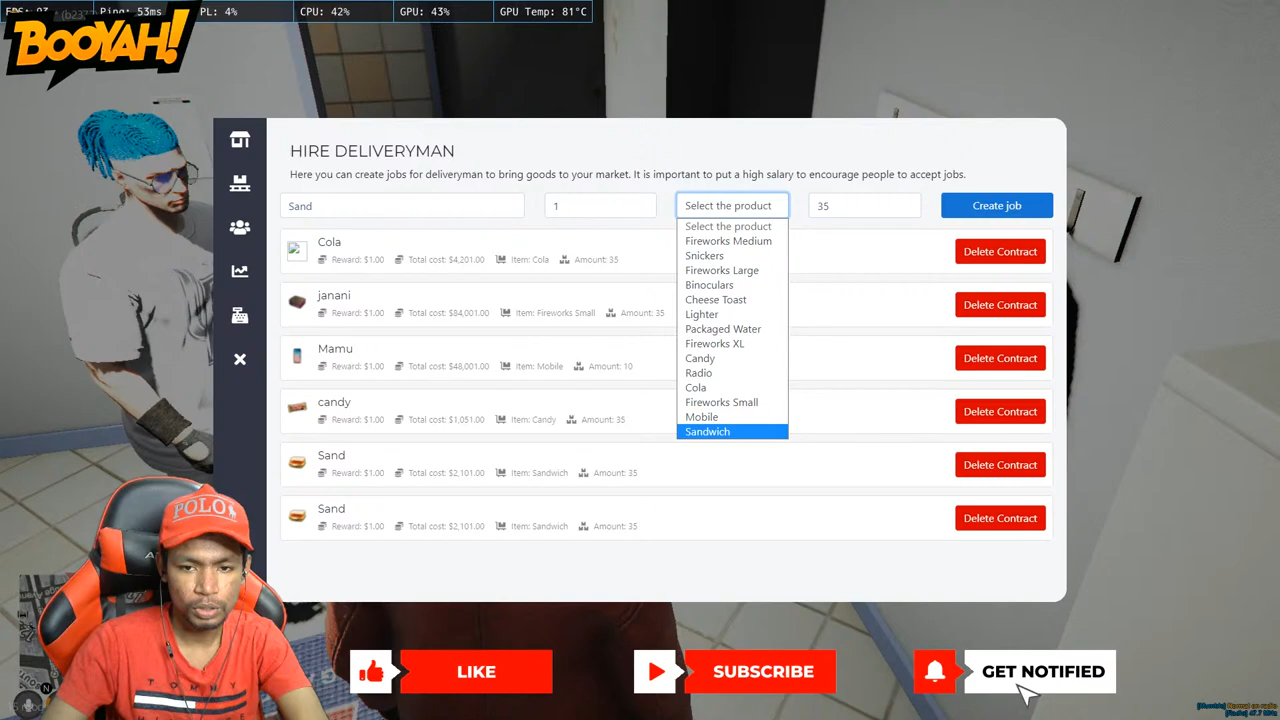 Ping: 53ms
PL: 4%
CPU: 42%
GPU: 43%
GPU Temp: 81°C
BOOYAH!
HIRE DELIVERYMAN
Here you can create jobs for deliveryman to bring goods to your market. It is important to put a high salary to encourage people to accept jobs.
Sand
1
Select the product
35
Create job
Select the product
Fireworks Medium
Snickers
Fireworks Large
Binoculars
Cheese Toast
Lighter
Packaged Water
Fireworks XL
Candy
Radio
Cola
Fireworks Small
Mobile
Sandwich
Cola
Reward: $1.00 Total cost: $4,201.00 Item: Cola Amount: 35
Delete Contract
janani
Reward: $1.00 Total cost: $84,001.00 Item: Fireworks Small Amount: 35
Delete Contract
Mamu
Reward: $1.00 Total cost: $48,001.00 Item: Mobile Amount: 10
Delete Contract
candy
Reward: $1.00 Total cost: $1,051.00 Item: Candy Amount: 35
Delete Contract
Sand
Reward: $1.00 Total cost: $2,101.00 Item: Sandwich Amount: 35
Delete Contract
Sand
Reward: $1.00 Total cost: $2,101.00 Item: Sandwich Amount: 35
Delete Contract
POLO
LIKE
SUBSCRIBE
GET NOTIFIED